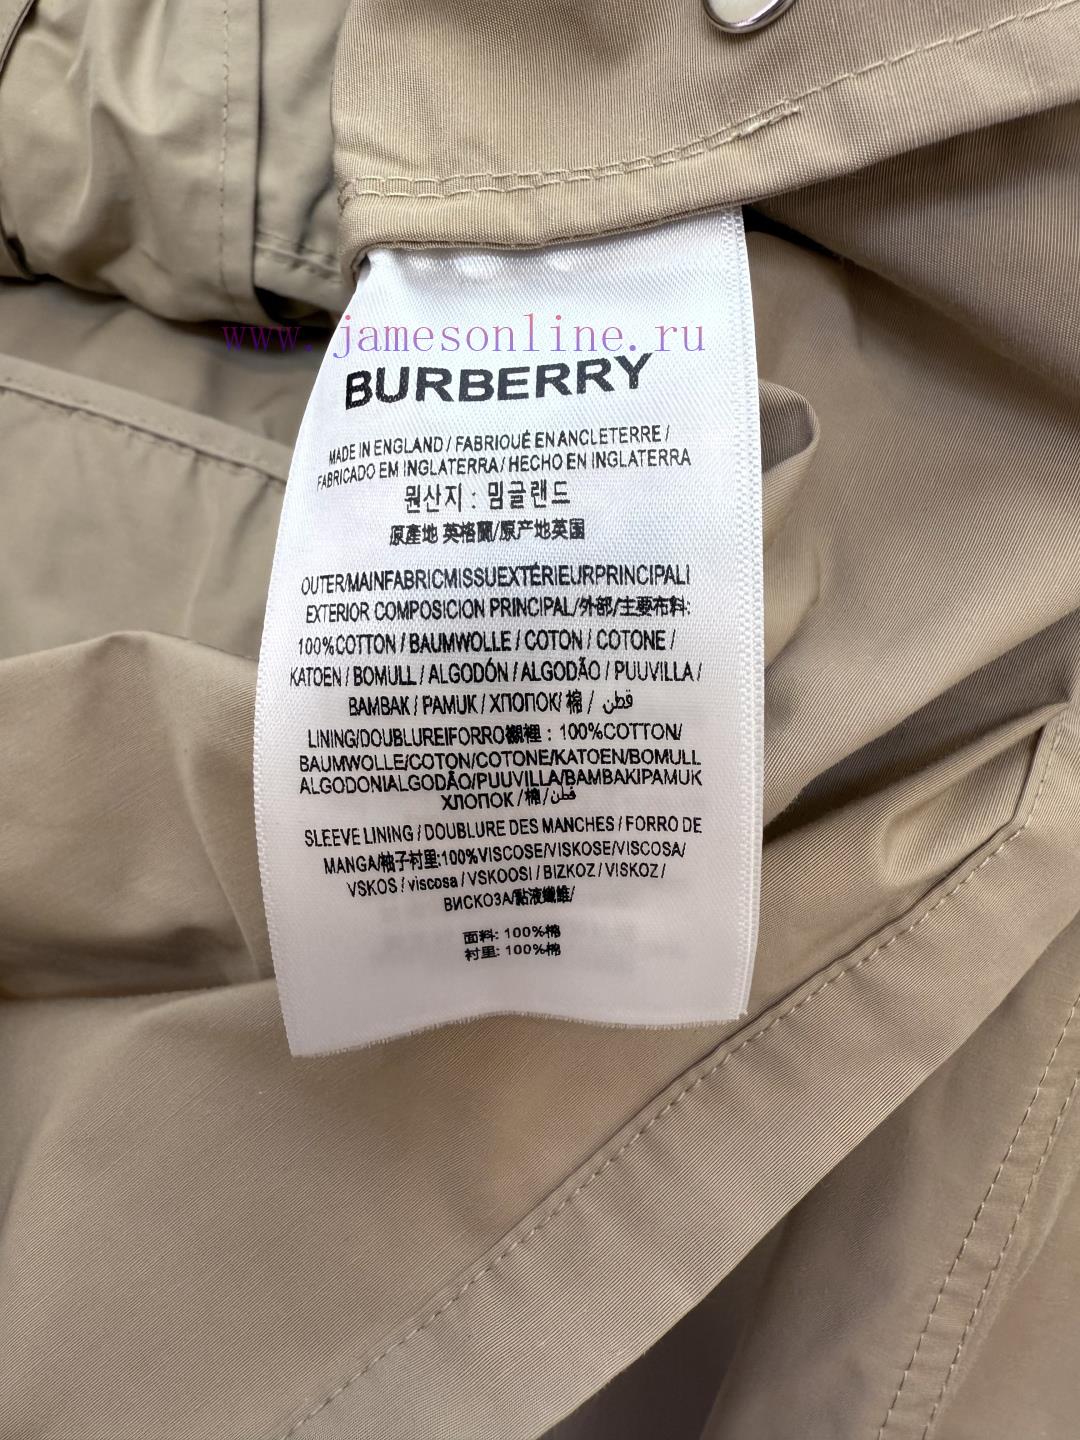 www.jamesonline.ru
BURBERRY
MADE IN ENGLAND / FABRIQUÉ EN ANCLETERRE /
FABRICADO EM INGLATERRA / HECHO EN INGLATERRA
원산지 : 밈글랜드
原產地 英格蘭/原产地英国
OUTER/MAINFABRICMISSUEXTÉRIEURPRINCIPALI
EXTERIOR COMPOSICION PRINCIPAL/外部/主要布料:
100%COTTON / BAUMWOLLE / COTON / COTONE /
KATOEN / BOMULL / ALGODÓN / ALGODÃO / PUUVILLA /
BAMBAK / PAMUK / ХЛОПОК/ 棉 / قطن
LINING/DOUBLUREIFORRO襯裡 : 100%COTTON/
BAUMWOLLE/COTON/COTONE/KATOEN/BOMULL
ALGODONIALGODÃO/PUUVILLA/BAMBAKIPAMUK
ХЛОПОК /棉/قطن
SLEEVE LINING / DOUBLURE DES MANCHES / FORRO DE
MANGA/柚子衬里:100%VISCOSE/VISKOSE/VISCOSA/
VSKOS / viscosa / VSKOOSI / BIZKOZ / VISKOZ /
ВИСКОЗА/黏液纖維/
面料: 100%棉
衬里: 100%棉